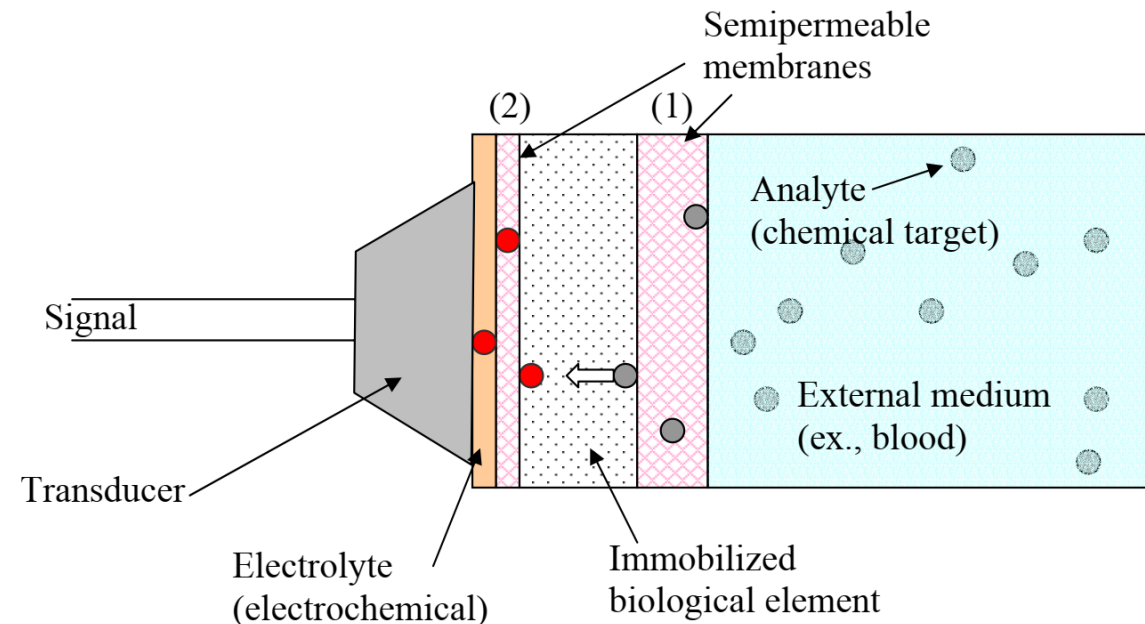 Semipermeable
membranes
(2)
(1)
Analyte
(chemical target)
Signal
External medium
(ex., blood)
Transducer
Electrolyte
(electrochemical)
Immobilized
biological element